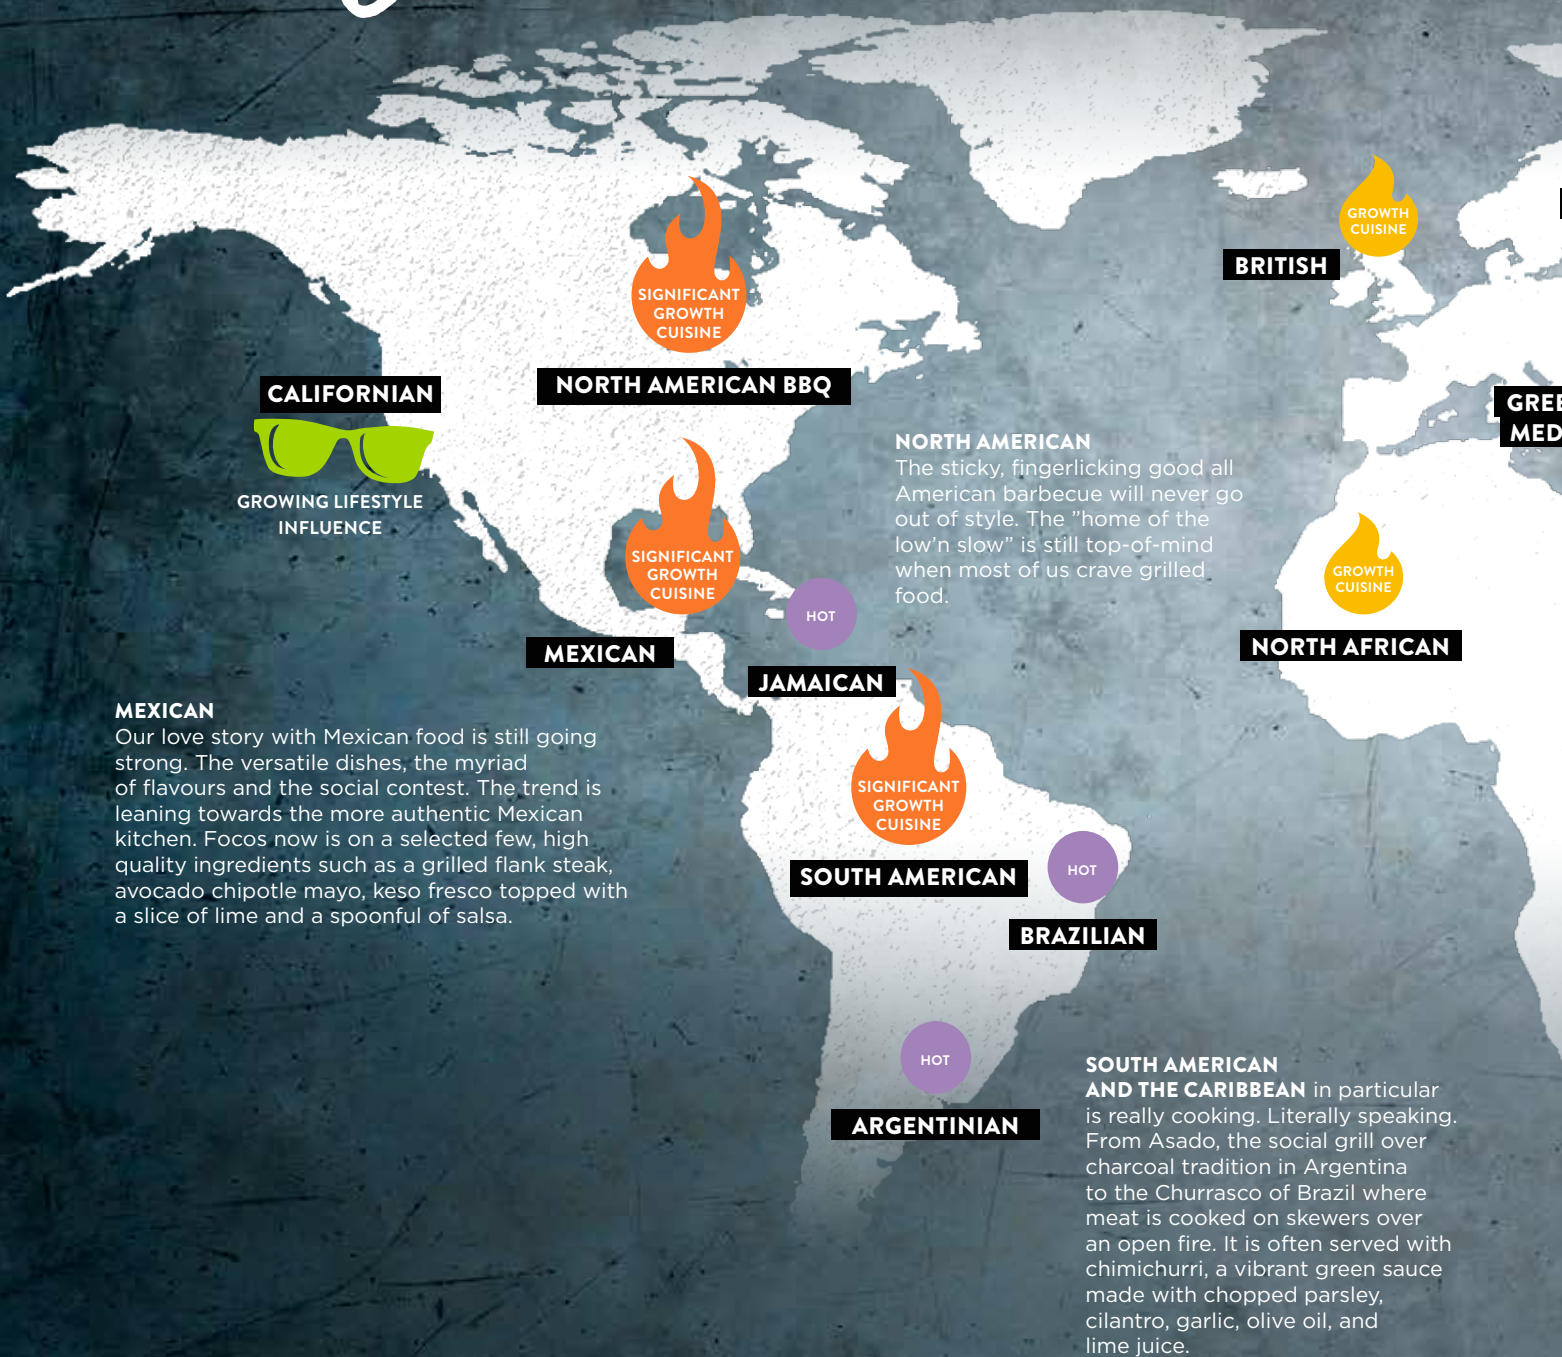 GROWTH
CUISINE
BRITISH
SIGNIFICANT
GROWTH
CUISINE
NORTH AMERICAN BBQ
CALIFORNIAN
GROWING LIFESTYLE
INFLUENCE
NORTH AMERICAN
The sticky, fingerlicking good all
American barbecue will never go
out of style. The ”home of the
low’n slow” is still top-of-mind
when most of us crave grilled
food.
SIGNIFICANT
GROWTH
CUISINE
MEXICAN
HOT
JAMAICAN
GROWTH
CUISINE
NORTH AFRICAN
MEXICAN
Our love story with Mexican food is still going
strong. The versatile dishes, the myriad
of flavours and the social contest. The trend is
leaning towards the more authentic Mexican
kitchen. Focos now is on a selected few, high
quality ingredients such as a grilled flank steak,
avocado chipotle mayo, keso fresco topped with
a slice of lime and a spoonful of salsa.
SIGNIFICANT
GROWTH
CUISINE
SOUTH AMERICAN
HOT
BRAZILIAN
HOT
ARGENTINIAN
SOUTH AMERICAN
AND THE CARIBBEAN in particular
is really cooking. Literally speaking.
From Asado, the social grill over
charcoal tradition in Argentina
to the Churrasco of Brazil where
meat is cooked on skewers over
an open fire. It is often served with
chimichurri, a vibrant green sauce
made with chopped parsley,
cilantro, garlic, olive oil, and
lime juice.